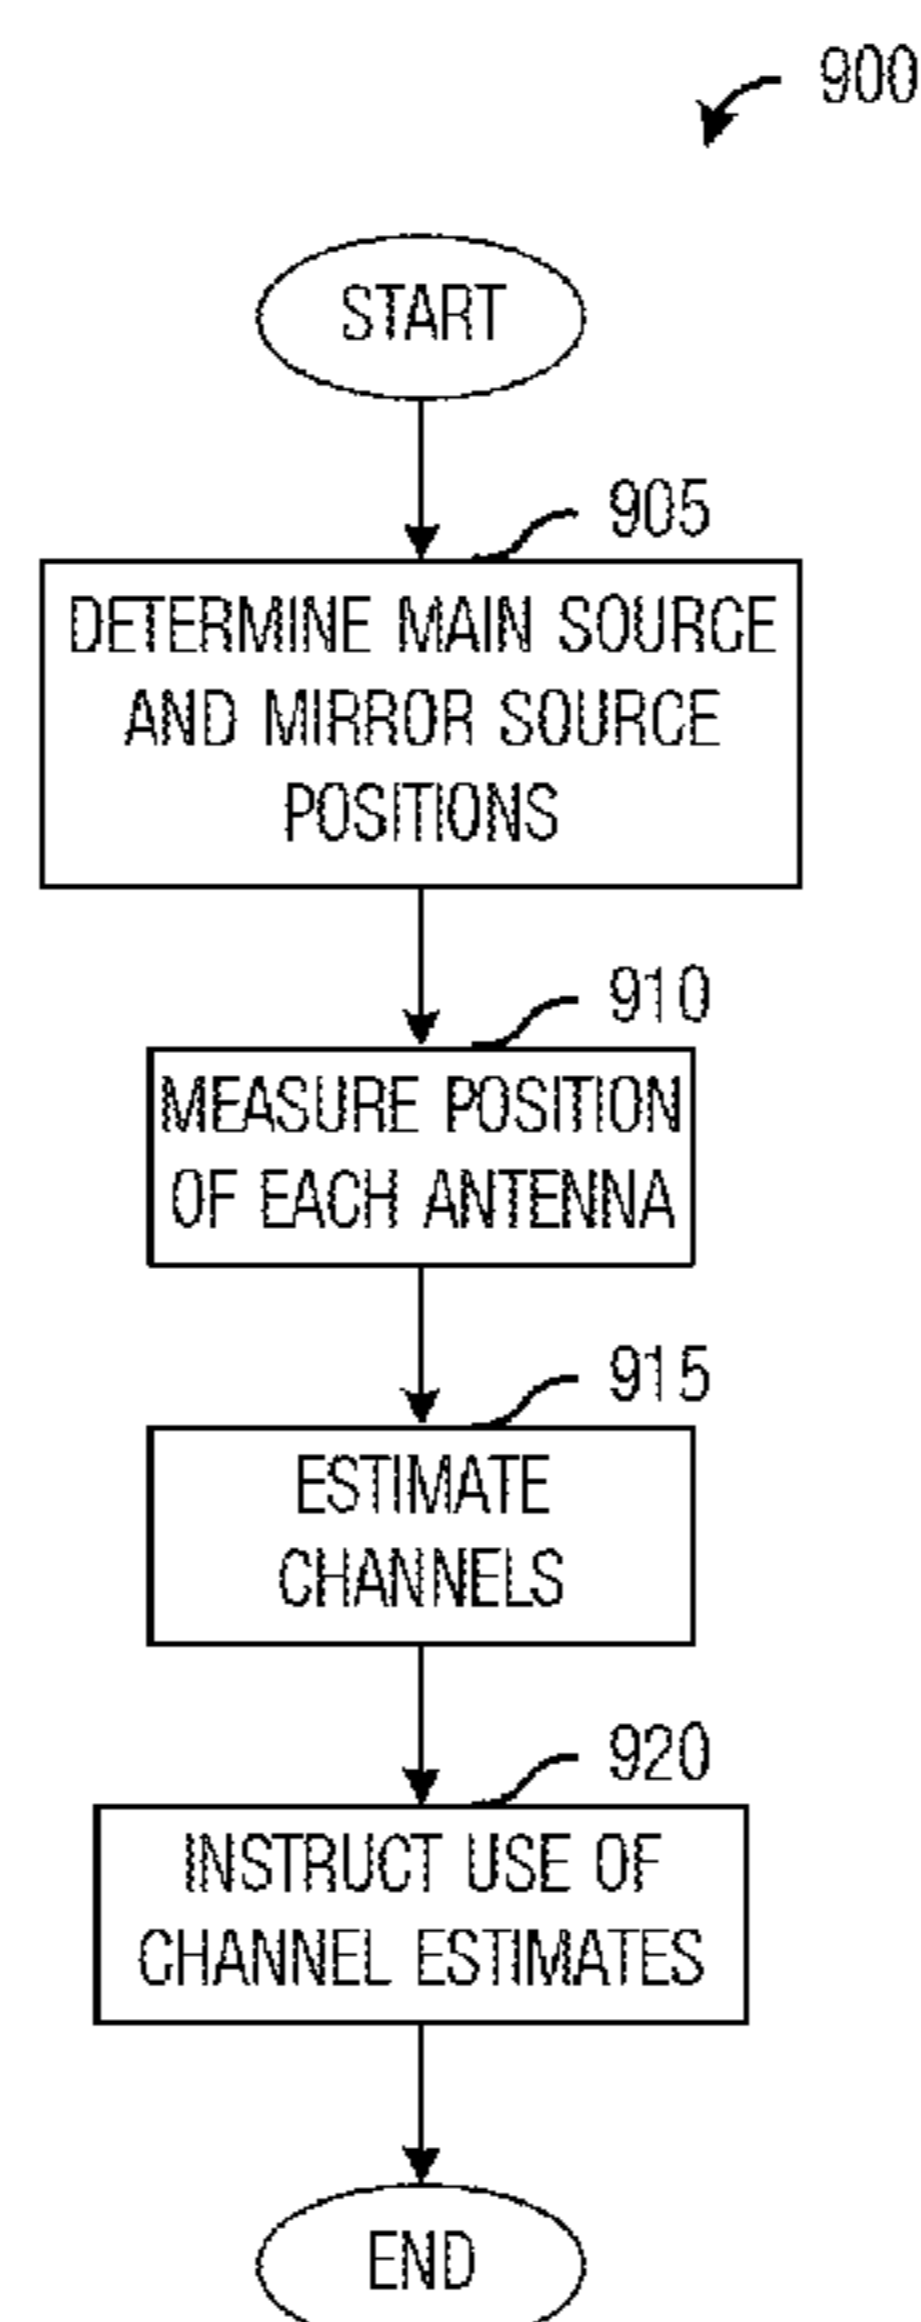 900
START
905
DETERMINE MAIN SOURCE
AND MIRROR SOURCE
POSITIONS
910
MEASURE POSITION
OF EACH ANTENNA
915
ESTIMATE
CHANNELS
920
INSTRUCT USE OF
CHANNEL ESTIMATES
END